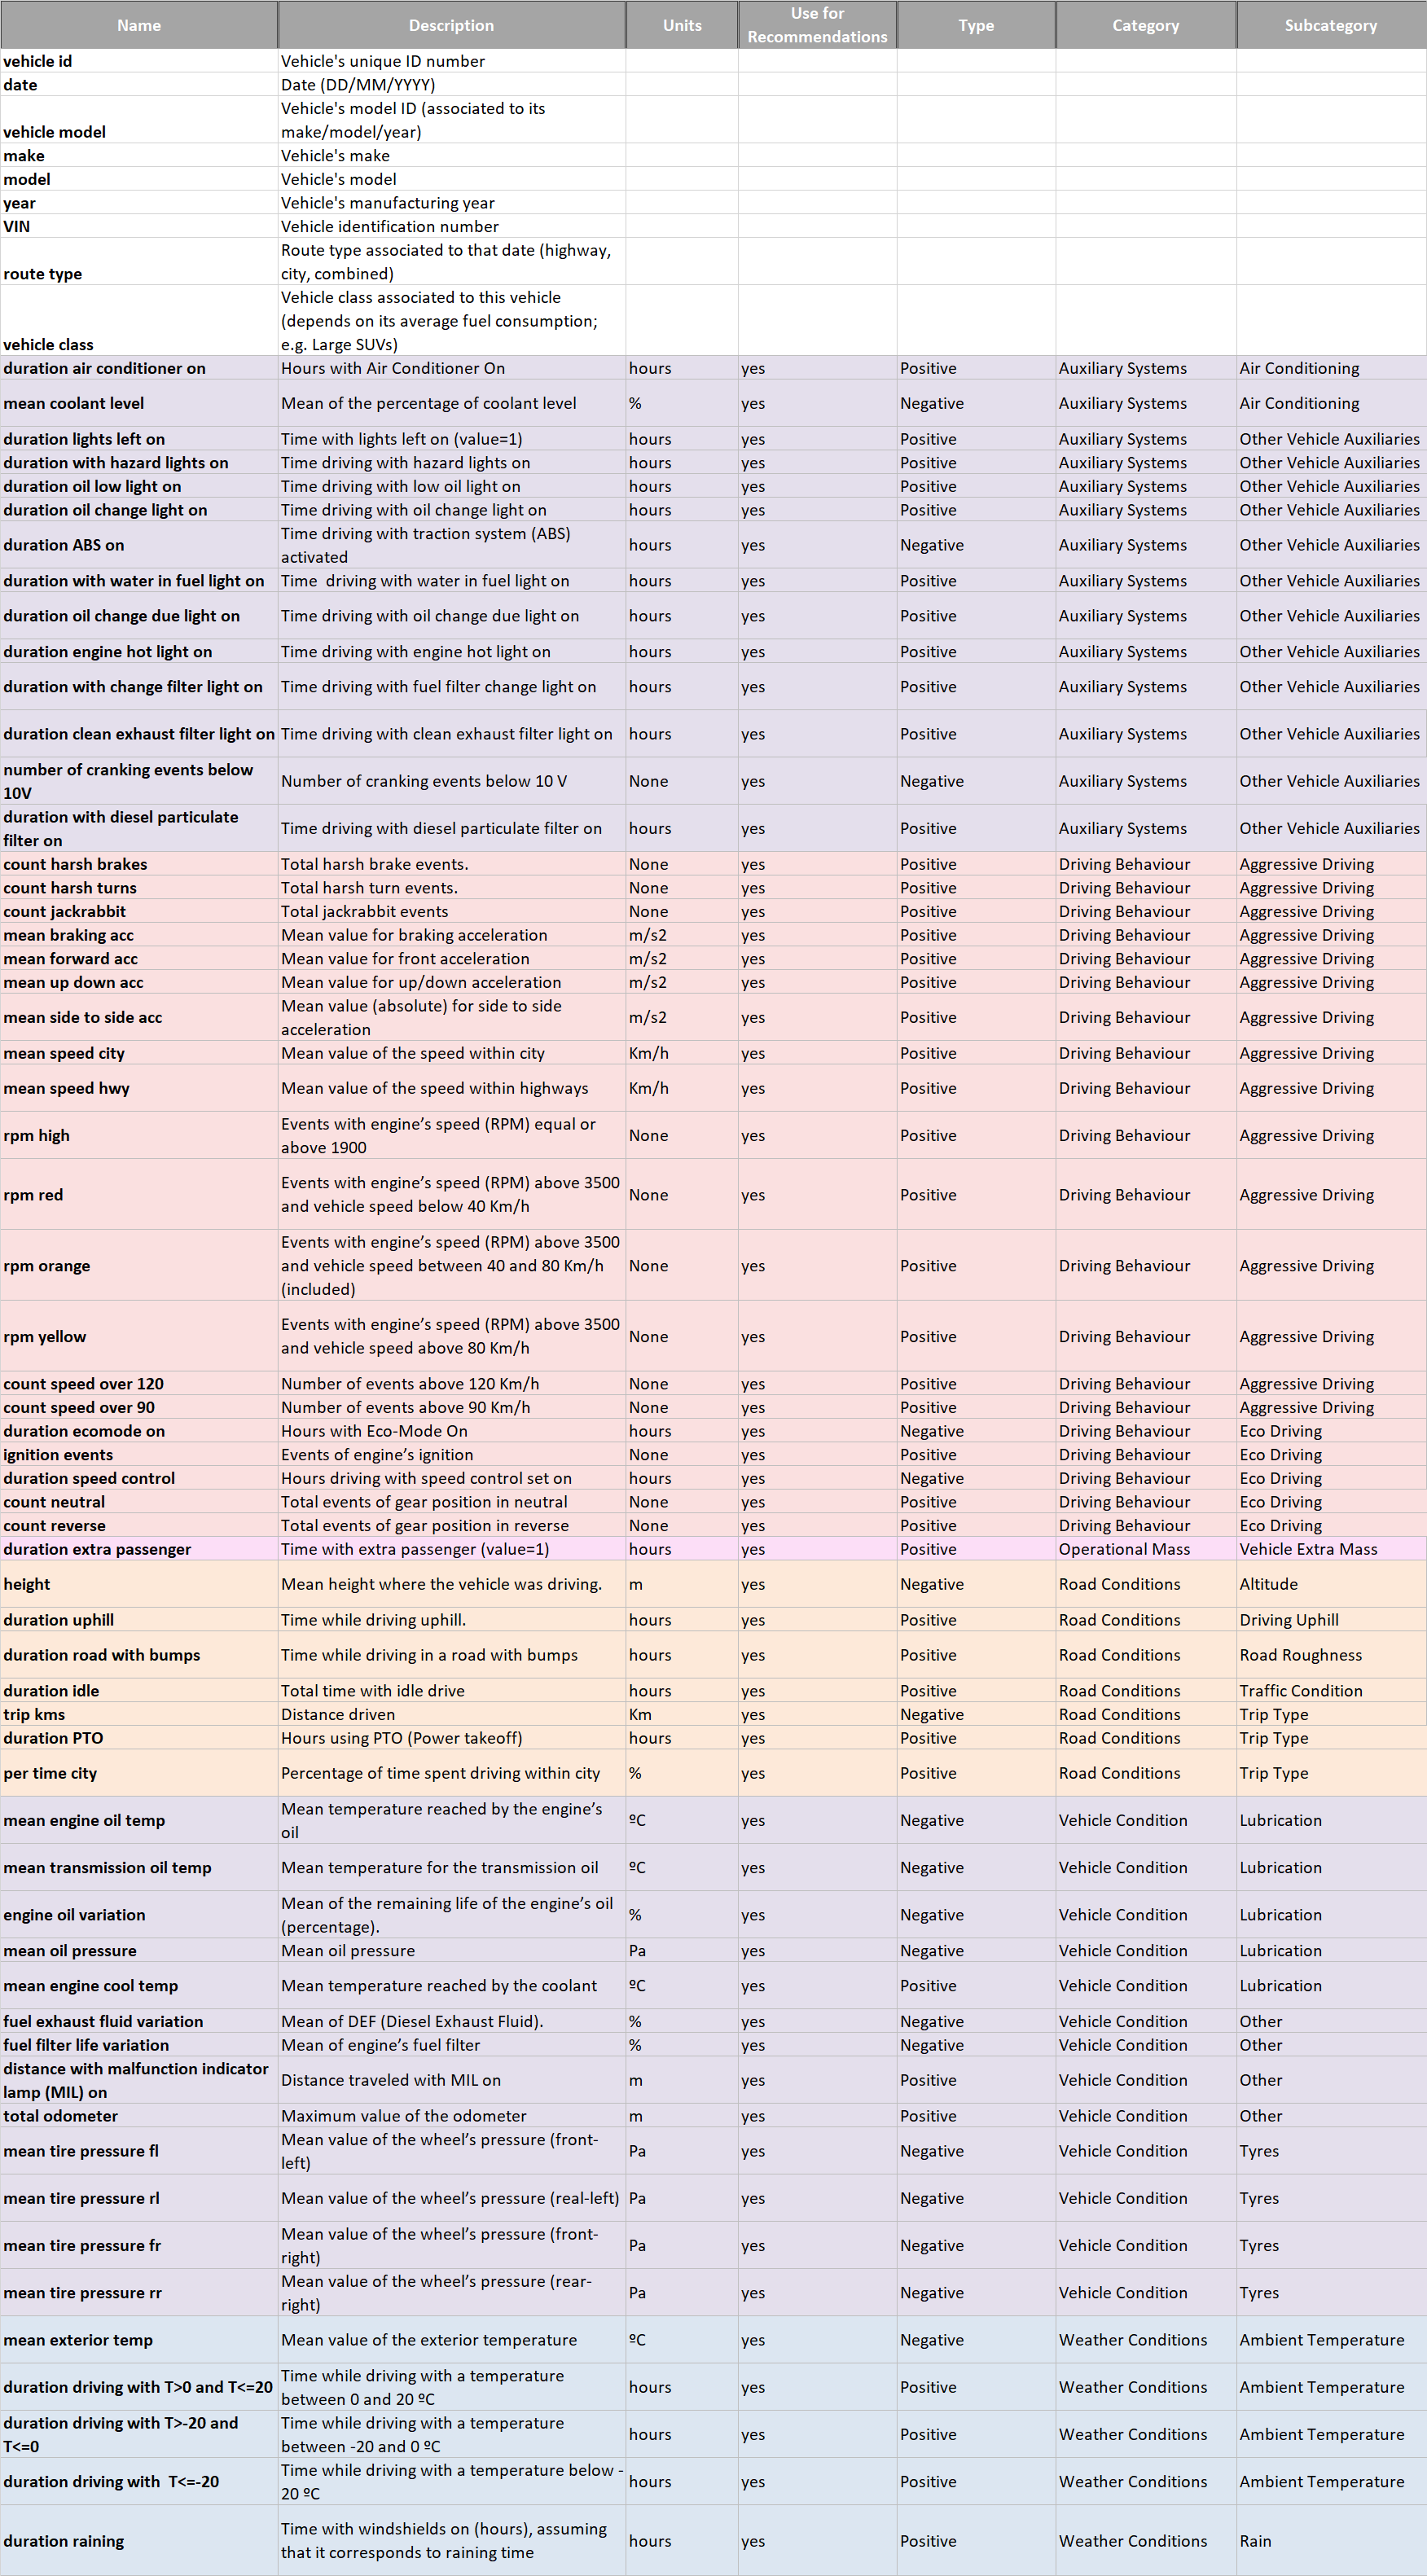 Name Description Units Use for Recommendations Type Category Subcategory
vehicle id Vehicle's unique ID number
date Date (DD/MM/YYYY)
vehicle model Vehicle's model ID (associated to its make/model/year)
make Vehicle's make
model Vehicle's model
year Vehicle's manufacturing year
VIN Vehicle identification number
route type Route type associated to that date (highway, city, combined)
vehicle class Vehicle class associated to this vehicle (depends on its average fuel consumption; e.g. Large SUVs)
duration air conditioner on Hours with Air Conditioner On hours yes Positive Auxiliary Systems Air Conditioning
mean coolant level Mean of the percentage of coolant level % yes Negative Auxiliary Systems Air Conditioning
duration lights left on Time with lights left on (value=1) hours yes Positive Auxiliary Systems Other Vehicle Auxiliaries
duration with hazard lights on Time driving with hazard lights on hours yes Positive Auxiliary Systems Other Vehicle Auxiliaries
duration oil low light on Time driving with low oil light on hours yes Positive Auxiliary Systems Other Vehicle Auxiliaries
duration oil change light on Time driving with oil change light on hours yes Positive Auxiliary Systems Other Vehicle Auxiliaries
duration ABS on Time driving with traction system (ABS) activated hours yes Negative Auxiliary Systems Other Vehicle Auxiliaries
duration with water in fuel light on Time  driving with water in fuel light on hours yes Positive Auxiliary Systems Other Vehicle Auxiliaries
duration oil change due light on Time driving with oil change due light on hours yes Positive Auxiliary Systems Other Vehicle Auxiliaries
duration engine hot light on Time driving with engine hot light on hours yes Positive Auxiliary Systems Other Vehicle Auxiliaries
duration with change filter light on Time driving with fuel filter change light on hours yes Positive Auxiliary Systems Other Vehicle Auxiliaries
duration clean exhaust filter light on Time driving with clean exhaust filter light on hours yes Positive Auxiliary Systems Other Vehicle Auxiliaries
number of cranking events below 10V Number of cranking events below 10 V None yes Negative Auxiliary Systems Other Vehicle Auxiliaries
duration with diesel particulate filter on Time driving with diesel particulate filter on hours yes Positive Auxiliary Systems Other Vehicle Auxiliaries
count harsh brakes Total harsh brake events. None yes Positive Driving Behaviour Aggressive Driving
count harsh turns Total harsh turn events. None yes Positive Driving Behaviour Aggressive Driving
count jackrabbit Total jackrabbit events None yes Positive Driving Behaviour Aggressive Driving
mean braking acc Mean value for braking acceleration m/s2 yes Positive Driving Behaviour Aggressive Driving
mean forward acc Mean value for front acceleration m/s2 yes Positive Driving Behaviour Aggressive Driving
mean up down acc Mean value for up/down acceleration m/s2 yes Positive Driving Behaviour Aggressive Driving
mean side to side acc Mean value (absolute) for side to side acceleration m/s2 yes Positive Driving Behaviour Aggressive Driving
mean speed city Mean value of the speed within city Km/h yes Positive Driving Behaviour Aggressive Driving
mean speed hwy Mean value of the speed within highways Km/h yes Positive Driving Behaviour Aggressive Driving
rpm high Events with engine’s speed (RPM) equal or above 1900 None yes Positive Driving Behaviour Aggressive Driving
rpm red Events with engine’s speed (RPM) above 3500 and vehicle speed below 40 Km/h None yes Positive Driving Behaviour Aggressive Driving
rpm orange Events with engine’s speed (RPM) above 3500 and vehicle speed between 40 and 80 Km/h (included) None yes Positive Driving Behaviour Aggressive Driving
rpm yellow Events with engine’s speed (RPM) above 3500 and vehicle speed above 80 Km/h None yes Positive Driving Behaviour Aggressive Driving
count speed over 120 Number of events above 120 Km/h None yes Positive Driving Behaviour Aggressive Driving
count speed over 90 Number of events above 90 Km/h None yes Positive Driving Behaviour Aggressive Driving
duration ecomode on Hours with Eco-Mode On hours yes Negative Driving Behaviour Eco Driving
ignition events Events of engine’s ignition None yes Positive Driving Behaviour Eco Driving
duration speed control Hours driving with speed control set on hours yes Negative Driving Behaviour Eco Driving
count neutral Total events of gear position in neutral None yes Positive Driving Behaviour Eco Driving
count reverse Total events of gear position in reverse None yes Positive Driving Behaviour Eco Driving
duration extra passenger Time with extra passenger (value=1) hours yes Positive Operational Mass Vehicle Extra Mass
height Mean height where the vehicle was driving. m yes Negative Road Conditions Altitude
duration uphill Time while driving uphill. hours yes Positive Road Conditions Driving Uphill
duration road with bumps Time while driving in a road with bumps hours yes Positive Road Conditions Road Roughness
duration idle Total time with idle drive hours yes Positive Road Conditions Traffic Condition
trip kms Distance driven Km yes Negative Road Conditions Trip Type
duration PTO Hours using PTO (Power takeoff) hours yes Positive Road Conditions Trip Type
per time city Percentage of time spent driving within city % yes Positive Road Conditions Trip Type
mean engine oil temp Mean temperature reached by the engine’s oil ºC yes Negative Vehicle Condition Lubrication
mean transmission oil temp Mean temperature for the transmission oil ºC yes Negative Vehicle Condition Lubrication
engine oil variation Mean of the remaining life of the engine’s oil (percentage). % yes Negative Vehicle Condition Lubrication
mean oil pressure Mean oil pressure Pa yes Negative Vehicle Condition Lubrication
mean engine cool temp Mean temperature reached by the coolant ºC yes Positive Vehicle Condition Lubrication
fuel exhaust fluid variation Mean of DEF (Diesel Exhaust Fluid). % yes Negative Vehicle Condition Other
fuel filter life variation Mean of engine’s fuel filter % yes Negative Vehicle Condition Other
distance with malfunction indicator lamp (MIL) on Distance traveled with MIL on m yes Positive Vehicle Condition Other
total odometer Maximum value of the odometer m yes Positive Vehicle Condition Other
mean tire pressure fl Mean value of the wheel’s pressure (front-left) Pa yes Negative Vehicle Condition Tyres
mean tire pressure rl Mean value of the wheel’s pressure (real-left) Pa yes Negative Vehicle Condition Tyres
mean tire pressure fr Mean value of the wheel’s pressure (front-right) Pa yes Negative Vehicle Condition Tyres
mean tire pressure rr Mean value of the wheel’s pressure (rear-right) Pa yes Negative Vehicle Condition Tyres
mean exterior temp Mean value of the exterior temperature ºC yes Negative Weather Conditions Ambient Temperature
duration driving with T>0 and T<=20 Time while driving with a temperature between 0 and 20 ºC hours yes Positive Weather Conditions Ambient Temperature
duration driving with T>-20 and T<=0 Time while driving with a temperature between -20 and 0 ºC hours yes Positive Weather Conditions Ambient Temperature
duration driving with  T<=-20 Time while driving with a temperature below -20 ºC hours yes Positive Weather Conditions Ambient Temperature
duration raining Time with windshields on (hours), assuming that it corresponds to raining time hours yes Positive Weather Conditions Rain